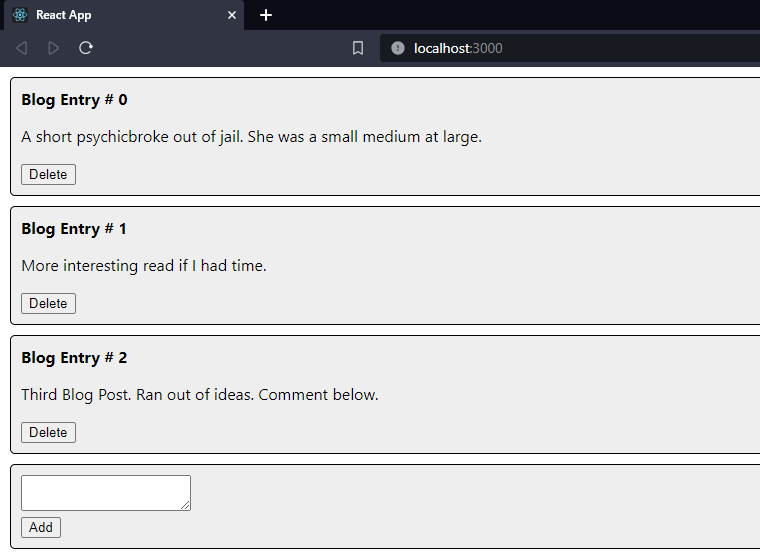 React App
localhost:3000
Blog Entry # 0
A short psychicbroke out of jail. She was a small medium at large.
Delete
Blog Entry # 1
More interesting read if I had time.
Delete
Blog Entry # 2
Third Blog Post. Ran out of ideas. Comment below.
Delete
Add